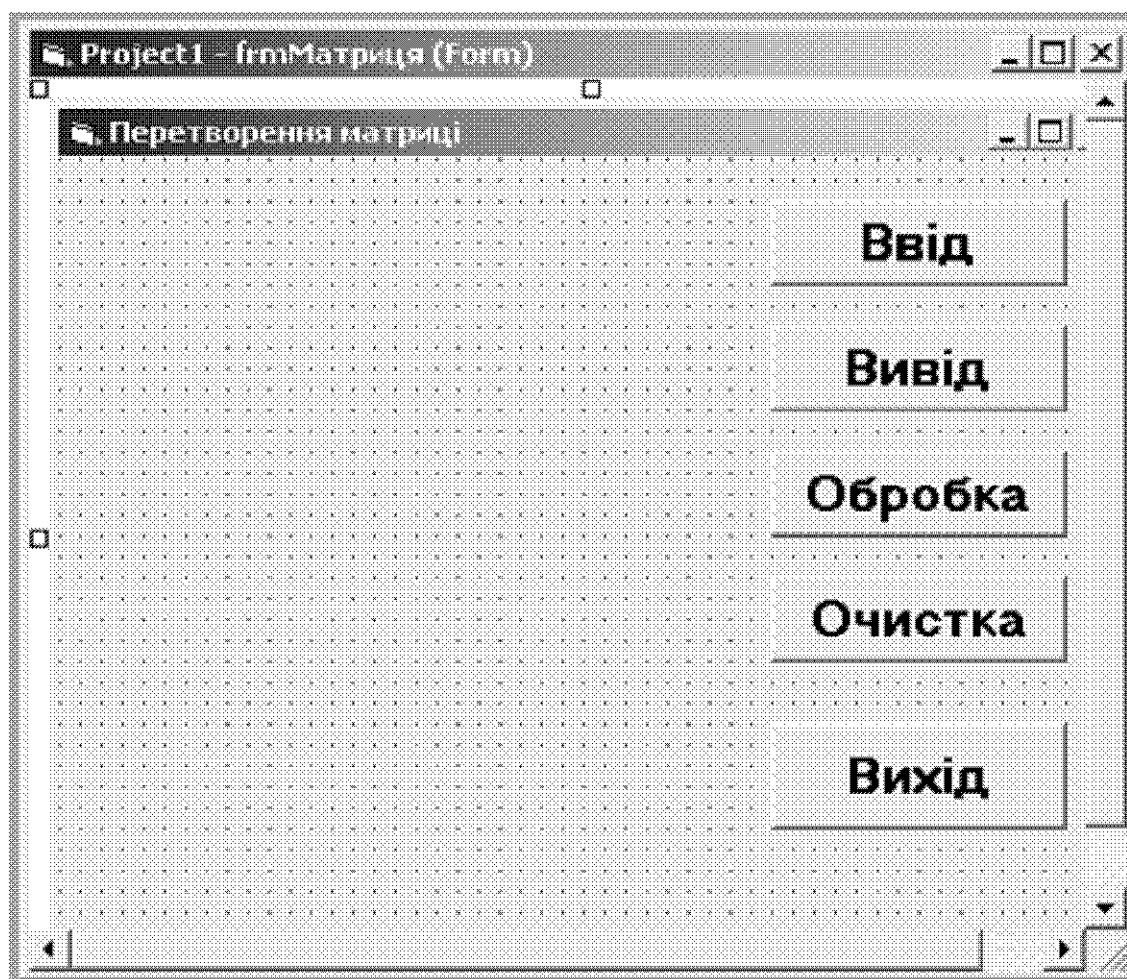 Project1 - frmМатриця (Form)
Перетворення матриці
Ввід
Вивід
Обробка
Очистка
Вихід